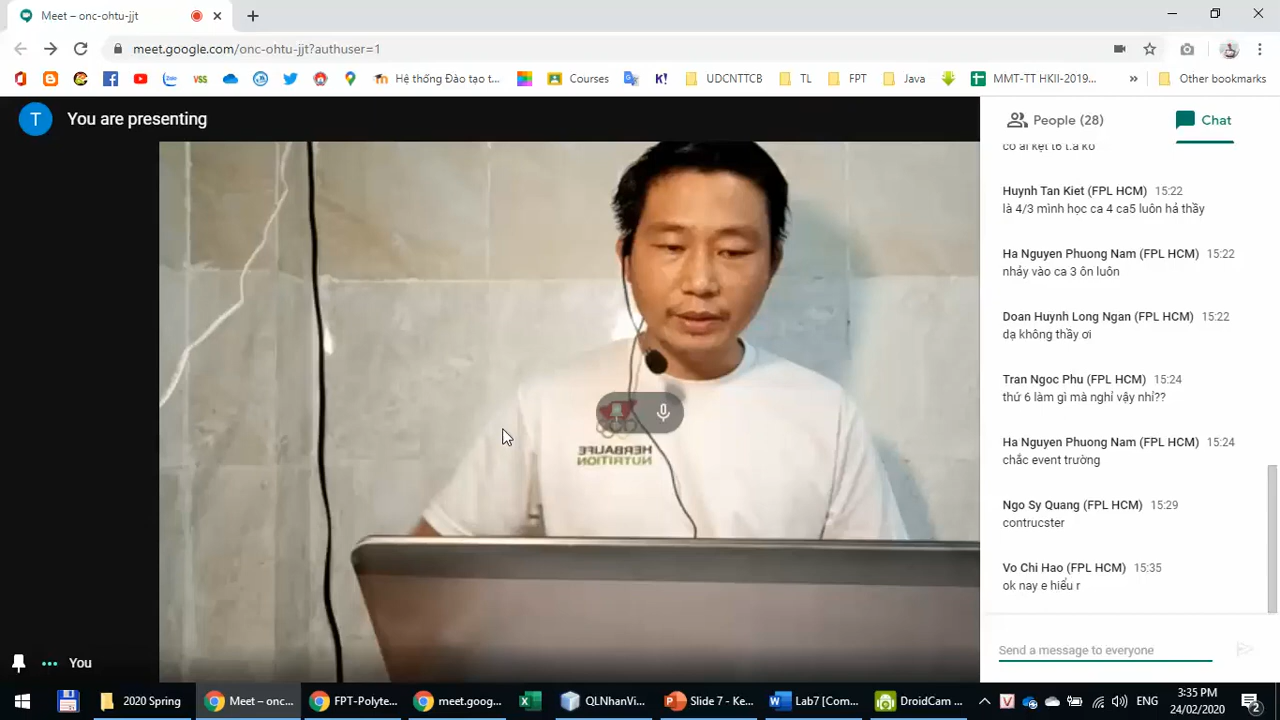 Meet – onc-ohtu-jjt
meet.google.com/onc-ohtu-jjt?authuser=1
Hệ thống Đào tạo t...
Courses
K!
UDCNTTCB
TL
FPT
Java
MMT-TT HKII-2019...
»
Other bookmarks
T
You are presenting
People (28)
Chat
có ai kẹt t6 t.a ko
Huynh Tan Kiet (FPL HCM) 15:22
là 4/3 mình học ca 4 ca5 luôn hả thầy
Ha Nguyen Phuong Nam (FPL HCM) 15:22
nhảy vào ca 3 ôn luôn
Doan Huynh Long Ngan (FPL HCM) 15:22
dạ không thầy ơi
Tran Ngoc Phu (FPL HCM) 15:24
thứ 6 làm gì mà nghỉ vậy nhỉ??
Ha Nguyen Phuong Nam (FPL HCM) 15:24
chắc event trường
Ngo Sy Quang (FPL HCM) 15:29
contrucster
Vo Chi Hao (FPL HCM) 15:35
ok nay e hiểu r
HERBALIFE
NUTRITION
Send a message to everyone
You
2020 Spring
Meet – onc-...
FPT-Polyte...
meet.goog...
QLNhanVi...
Slide 7 - Ke...
Lab7 [Com...
DroidCam ...
ENG
3:35 PM
24/02/2020
2